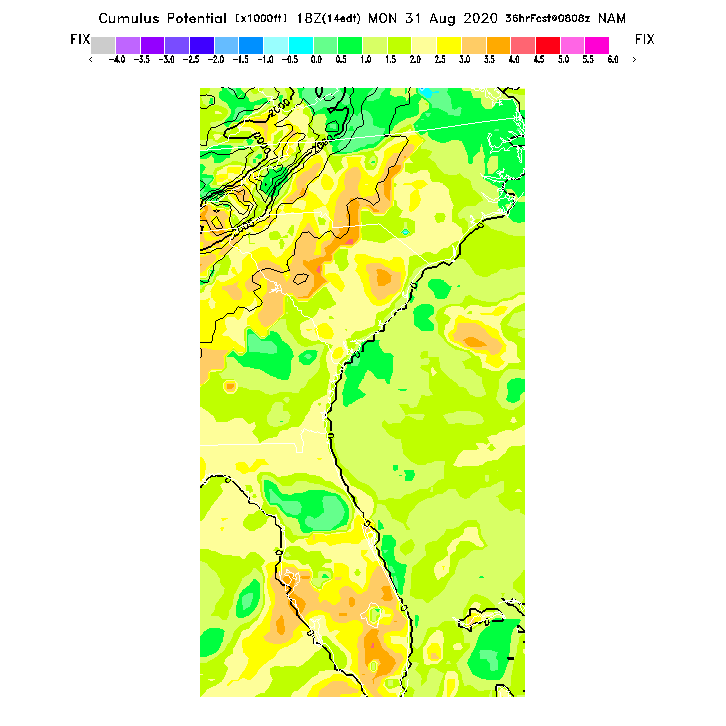 Cumulus Potential [x1000ft] 18Z(14edt) MON 31 Aug 2020 36hrFcst@0808z NAM
FIX FIX
< -4.0 -3.5 -3.0 -2.5 -2.0 -1.5 -1.0 -0.5 0.0 0.5 1.0 1.5 2.0 2.5 3.0 3.5 4.0 4.5 5.5 6.0 >
2000
2000